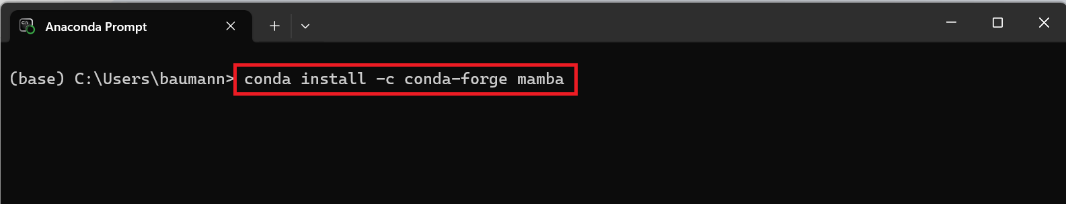 Anaconda Prompt
(base) C:\Users\baumann>conda install -c conda-forge mamba